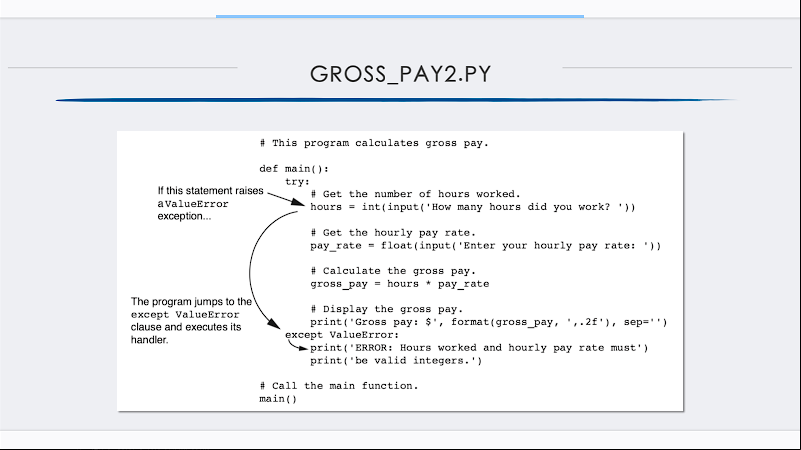 GROSS_PAY2.PY
# This program calculates gross pay.
def main():
try:
If this statement raises
a ValueError
exception...
# Get the number of hours worked.
hours = int(input('How many hours did you work? '))
# Get the hourly pay rate.
pay_rate = float(input('Enter your hourly pay rate: '))
# Calculate the gross pay.
gross_pay = hours * pay_rate
The program jumps to the
except ValueError
clause and executes its
handler.
# Display the gross pay.
print('Gross pay: $', format(gross_pay, ',.2f'), sep='')
except ValueError:
print('ERROR: Hours worked and hourly pay rate must')
print('be valid integers.')
# Call the main function.
main()